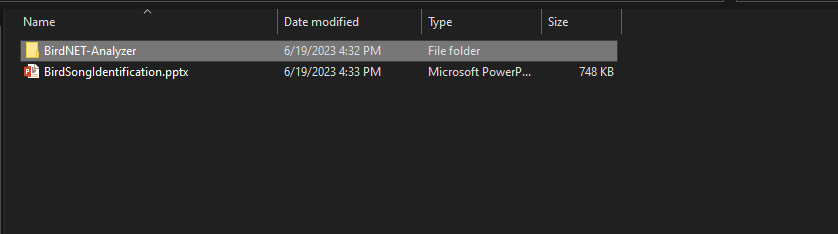 Name Date modified Type Size
BirdNET-Analyzer 6/19/2023 4:32 PM File folder
BirdSongIdentification.pptx 6/19/2023 4:33 PM Microsoft PowerP... 748 KB